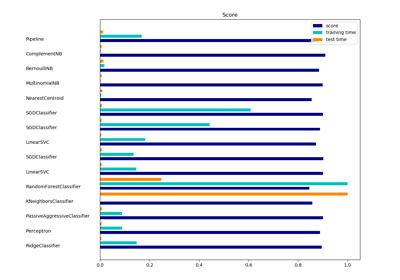 Score
score
training time
test time
Pipeline
ComplementNB
BernoulliNB
MultinomialNB
NearestCentroid
SGDClassifier
SGDClassifier
LinearSVC
SGDClassifier
LinearSVC
RandomForestClassifier
KNeighborsClassifier
PassiveAggressiveClassifier
Perceptron
RidgeClassifier
0.0 0.2 0.4 0.6 0.8 1.0